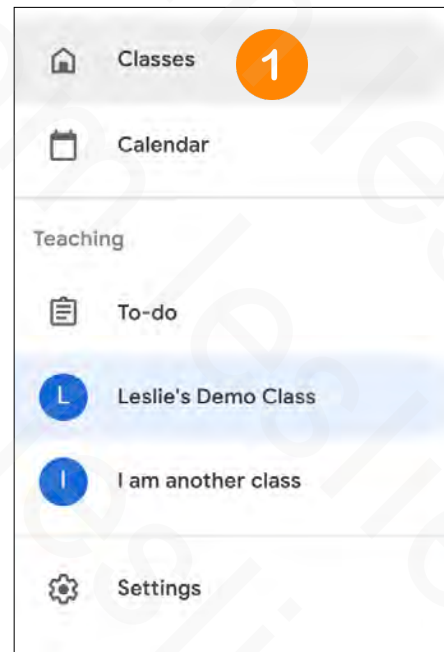 Classes 1
Calendar
Teaching
To-do
L Leslie's Demo Class
I I am another class
Settings